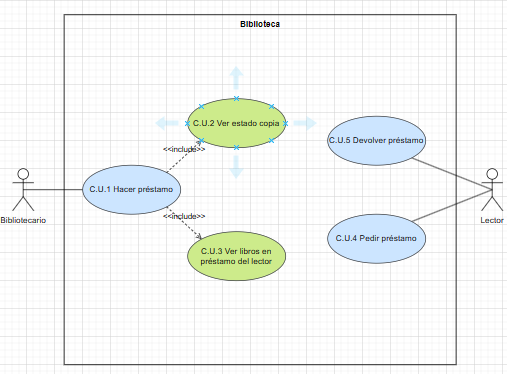 Biblioteca
C.U.2 Ver estado copia
C.U.5 Devolver préstamo
<<include>>
C.U.1 Hacer préstamo
Bibliotecario
Lector
<<include>>
C.U.4 Pedir préstamo
C.U.3 Ver libros en
préstamo del lector